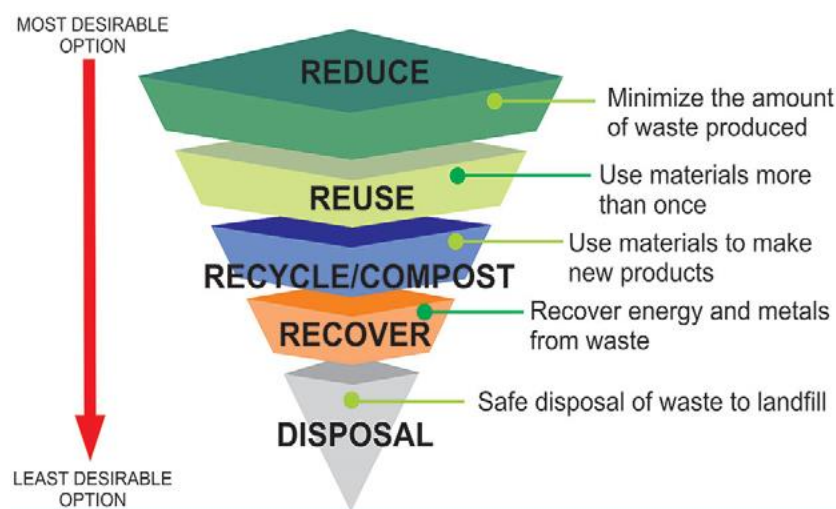 MOST DESIRABLE
OPTION
REDUCE
Minimize the amount
of waste produced
REUSE
Use materials more
than once
RECYCLE/COMPOST
Use materials to make
new products
RECOVER
Recover energy and metals
from waste
DISPOSAL
Safe disposal of waste to landfill
LEAST DESIRABLE
OPTION